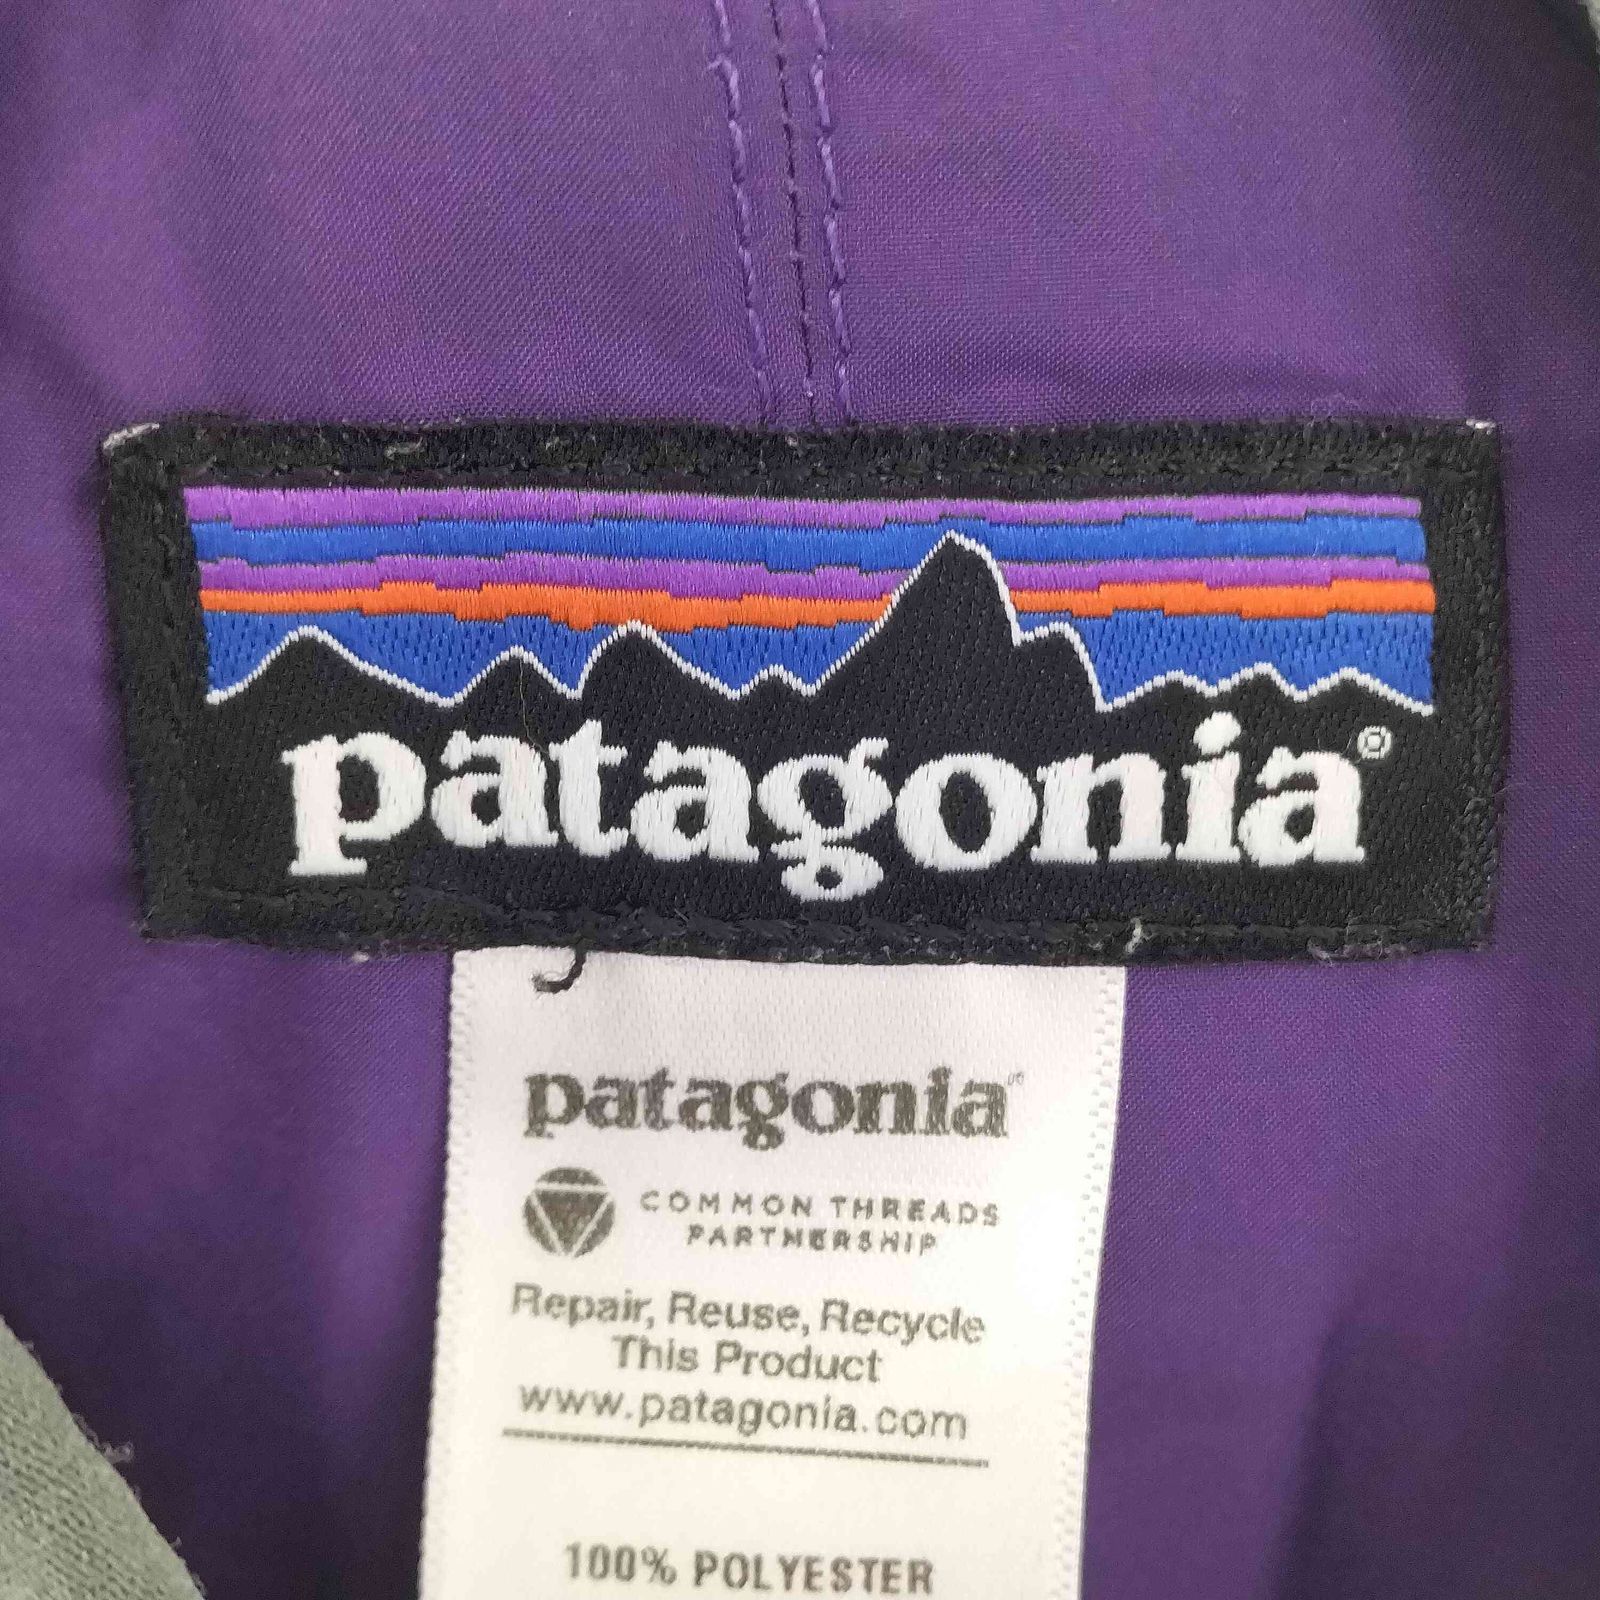 patagonia®
patagonia®
COMMON THREADS
PARTNERSHIP
Repair, Reuse, Recycle
This Product
www.patagonia.com
100% POLYESTER